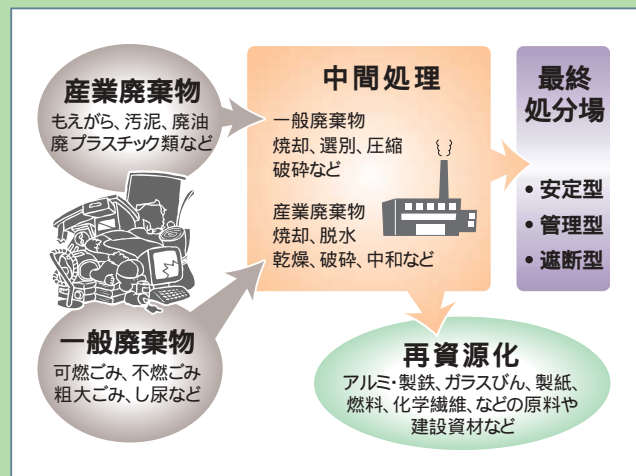 産業廃棄物
もえがら、汚泥、廃油
廃プラスチック類など
一般廃棄物
可燃ごみ、不燃ごみ
粗大ごみ、し尿など
中間処理
一般廃棄物
焼却、選別、圧縮
破砕など
産業廃棄物
焼却、脱水
乾燥、破砕、中和など
最終
処分場
• 安定型
• 管理型
• 遮断型
再資源化
アルミ・製鉄、ガラスびん、製紙、
燃料、化学繊維、などの原料や
建設資材など